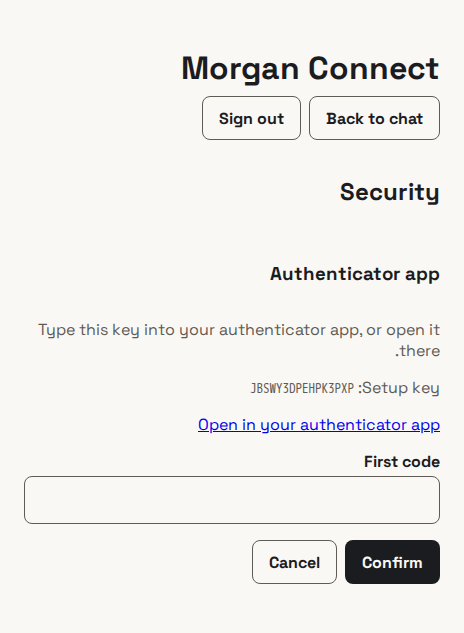 Morgan Connect
Back to chat
Sign out
Security
Authenticator app
Type this key into your authenticator app, or open it
there.
Setup key: JBSWY3DPEHPK3PXP
Open in your authenticator app
First code
Confirm
Cancel